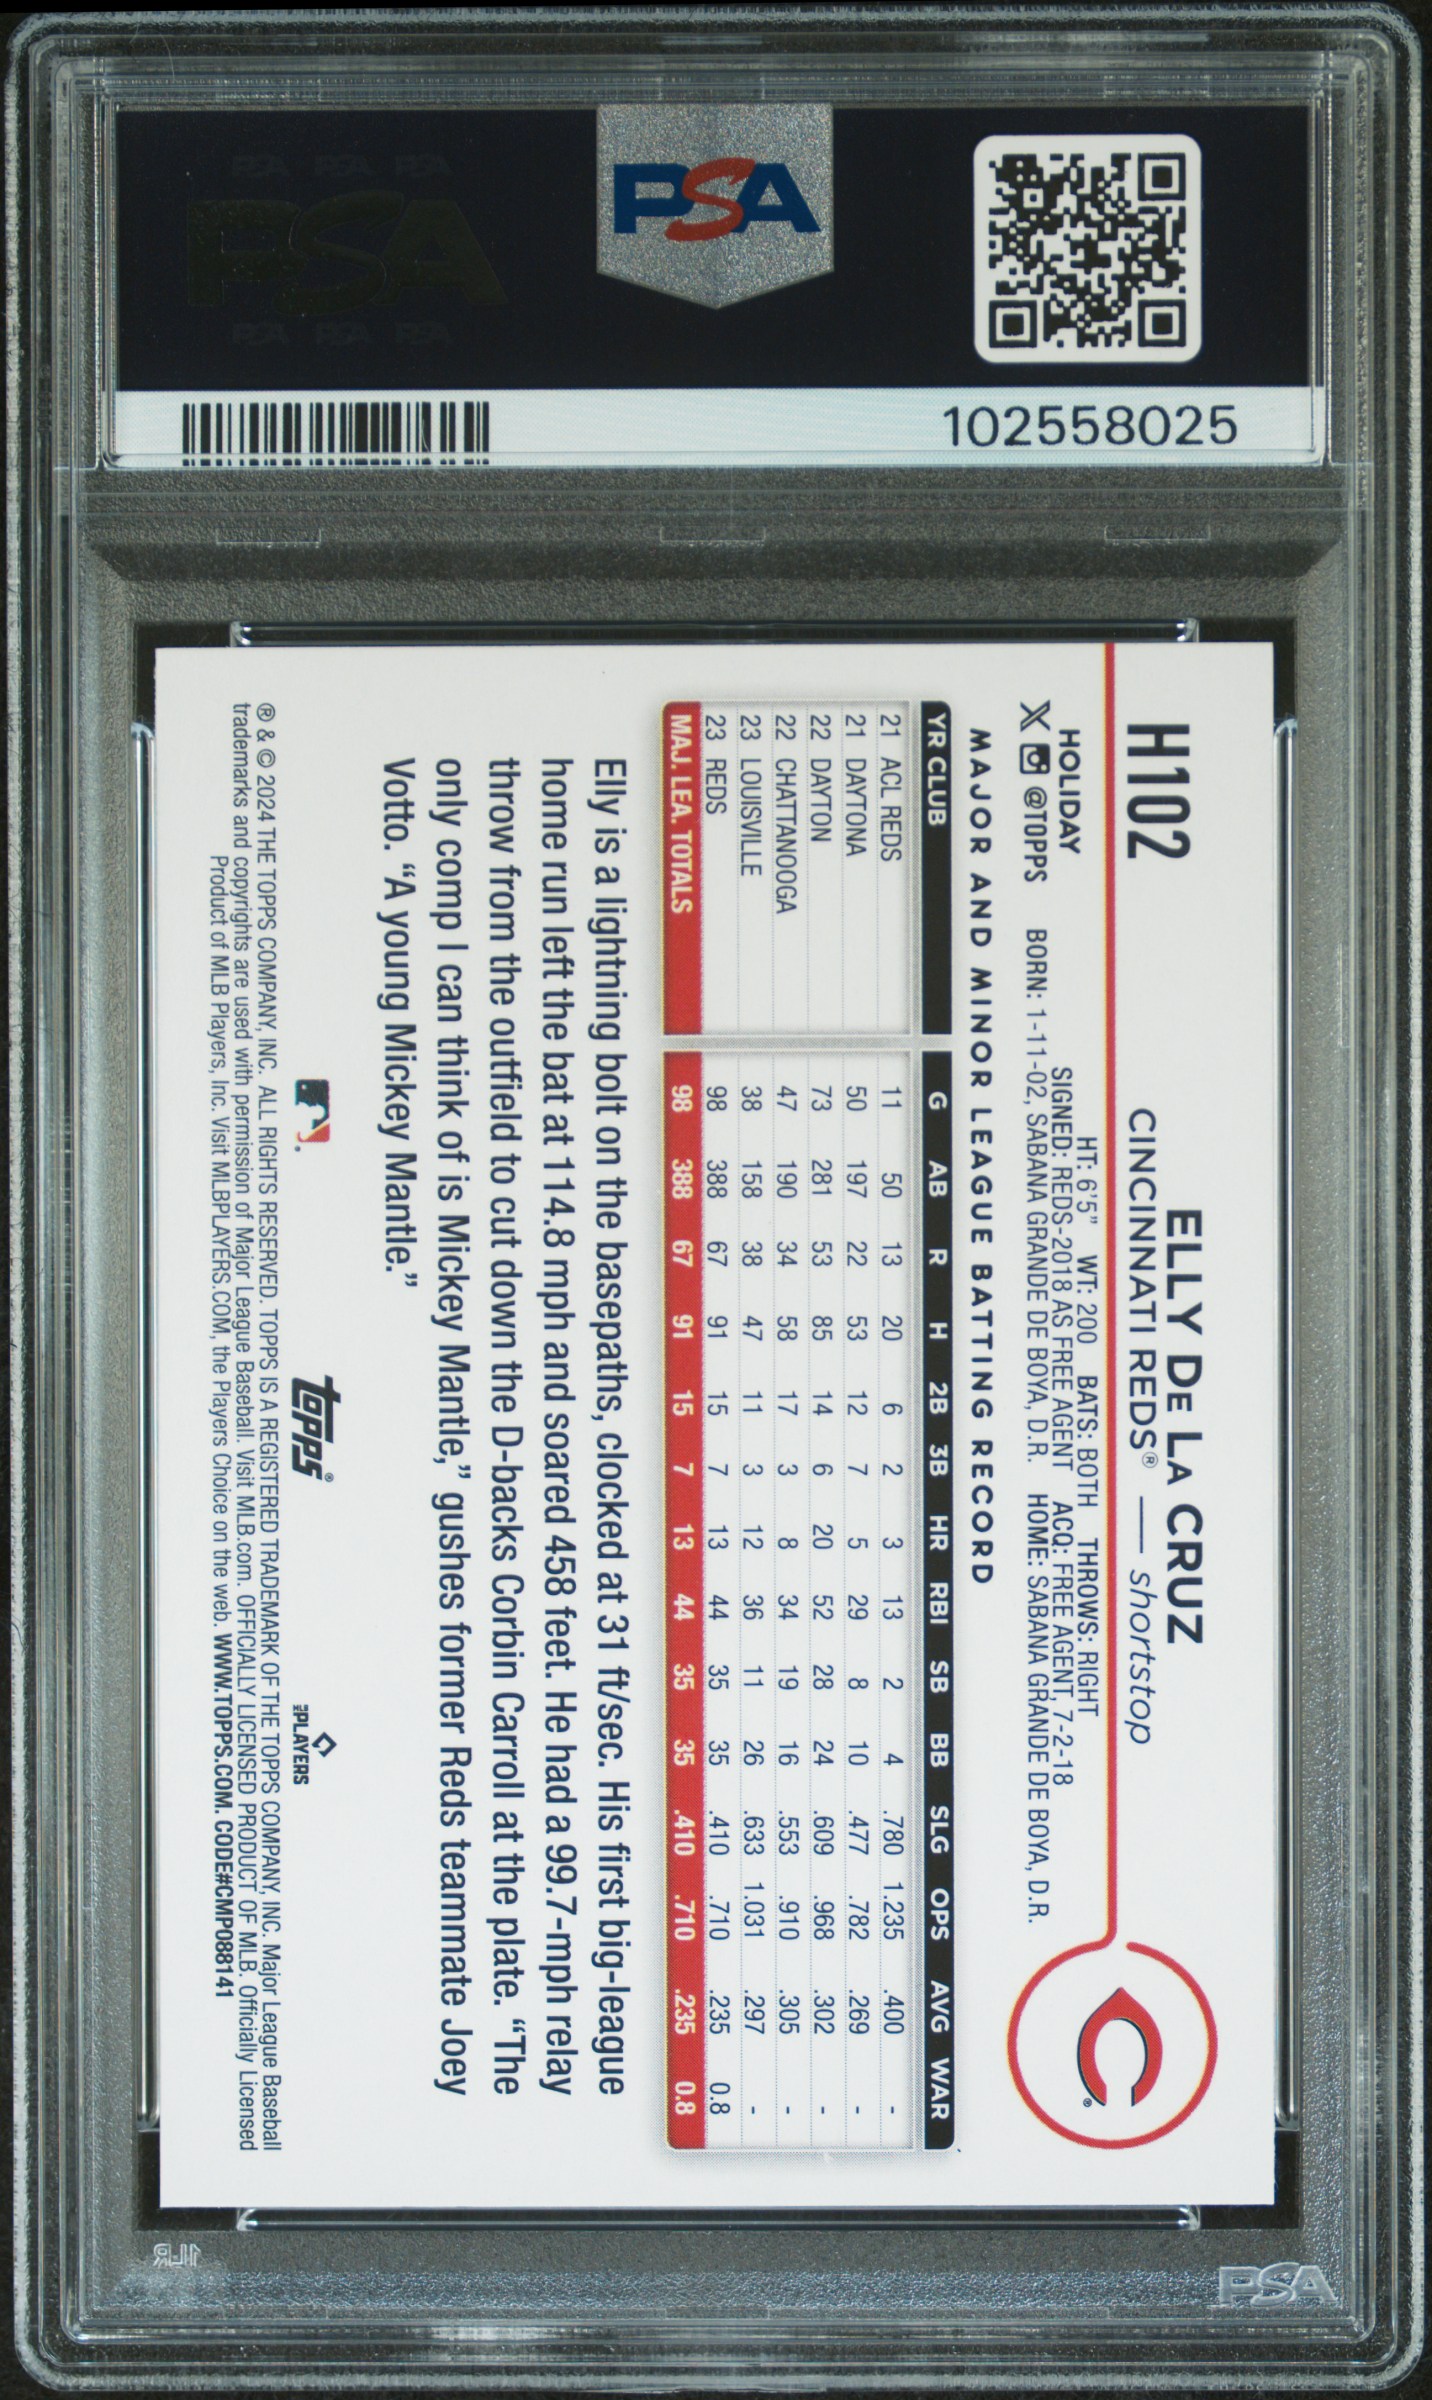 PSA PSA PSA
PSA
PSA PSA PSA
PSA
102558025
H102
ELLY DE LA CRUZ
CINCINNATI REDS® — shortstop
HOLIDAY
X @TOPPS
HT: 6'5" WT: 200 BATS: BOTH THROWS: RIGHT
SIGNED: REDS-2018 AS FREE AGENT ACQ: FREE AGENT, 7-2-18
BORN: 1-11-02, SABANA GRANDE DE BOYA, D.R. HOME: SABANA GRANDE DE BOYA, D.R.
MAJOR AND MINOR LEAGUE BATTING RECORD
YR CLUB G AB R H 2B 3B HR RBI SB BB SLG OPS AVG WAR
21 ACL REDS 11 50 13 20 6 2 3 13 2 4 .780 1.235 .400 -
21 DAYTONA 50 197 22 53 12 7 5 29 8 10 .477 .782 .269 -
22 DAYTON 73 281 53 85 14 6 20 52 28 24 .609 .968 .302 -
22 CHATTANOOGA 47 190 34 58 17 3 8 34 19 16 .553 .910 .305 -
23 LOUISVILLE 38 158 38 47 11 3 12 36 11 26 .633 1.031 .297 -
23 REDS 98 388 67 91 15 7 13 44 35 35 .410 .710 .235 0.8
MAJ. LEA. TOTALS 98 388 67 91 15 7 13 44 35 35 .410 .710 .235 0.8
Elly is a lightning bolt on the basepaths, clocked at 31 ft/sec. His first big-league
home run left the bat at 114.8 mph and soared 458 feet. He had a 99.7-mph relay
throw from the outfield to cut down the D-backs Corbin Carroll at the plate. “The
only comp I can think of is Mickey Mantle,” gushes former Reds teammate Joey
Votto. “A young Mickey Mantle.”
topps®
PLAYERS
® & © 2024 THE TOPPS COMPANY, INC. ALL RIGHTS RESERVED. TOPPS IS A REGISTERED TRADEMARK OF THE TOPPS COMPANY, INC. Major League Baseball
trademarks and copyrights are used with permission of Major League Baseball. Visit MLB.com. OFFICIALLY LICENSED PRODUCT OF MLB. Officially Licensed
Product of MLB Players, Inc. Visit MLBPLAYERS.COM, the Players Choice on the web. WWW.TOPPS.COM. CODE#CMP088141
PSA